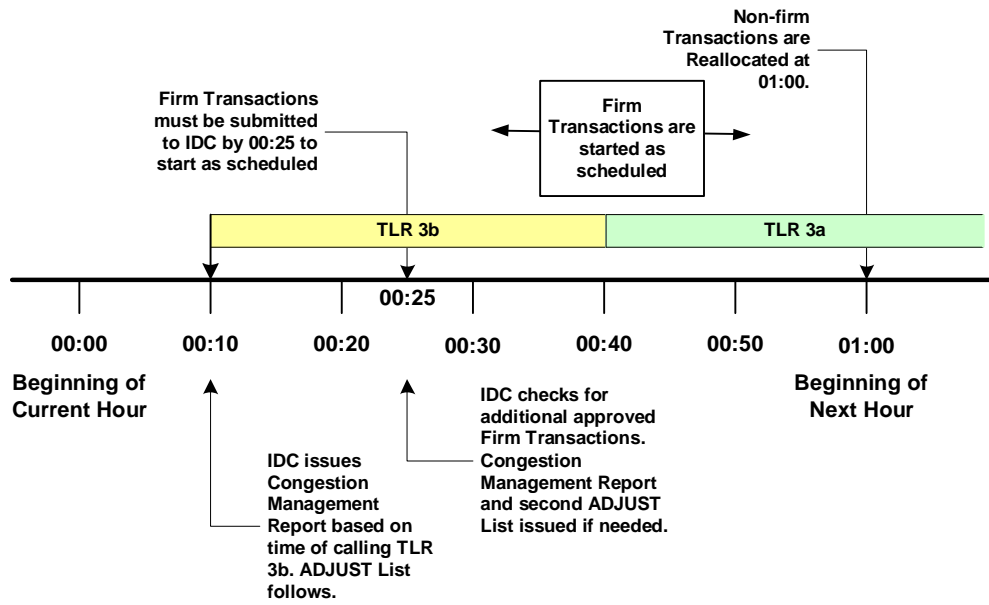 Non-firm
Transactions are
Reallocated at
01:00.
Firm Transactions
must be submitted
to IDC by 00:25 to
start as scheduled
Firm
Transactions are
started as
scheduled
TLR 3b
TLR 3a
00:25
00:00
00:10
00:20
00:30
00:40
00:50
01:00
Beginning of
Current Hour
Beginning of
Next Hour
IDC issues
Congestion
Management
Report based on
time of calling TLR
3b. ADJUST List
follows.
IDC checks for
additional approved
Firm Transactions.
Congestion
Management Report
and second ADJUST
List issued if needed.